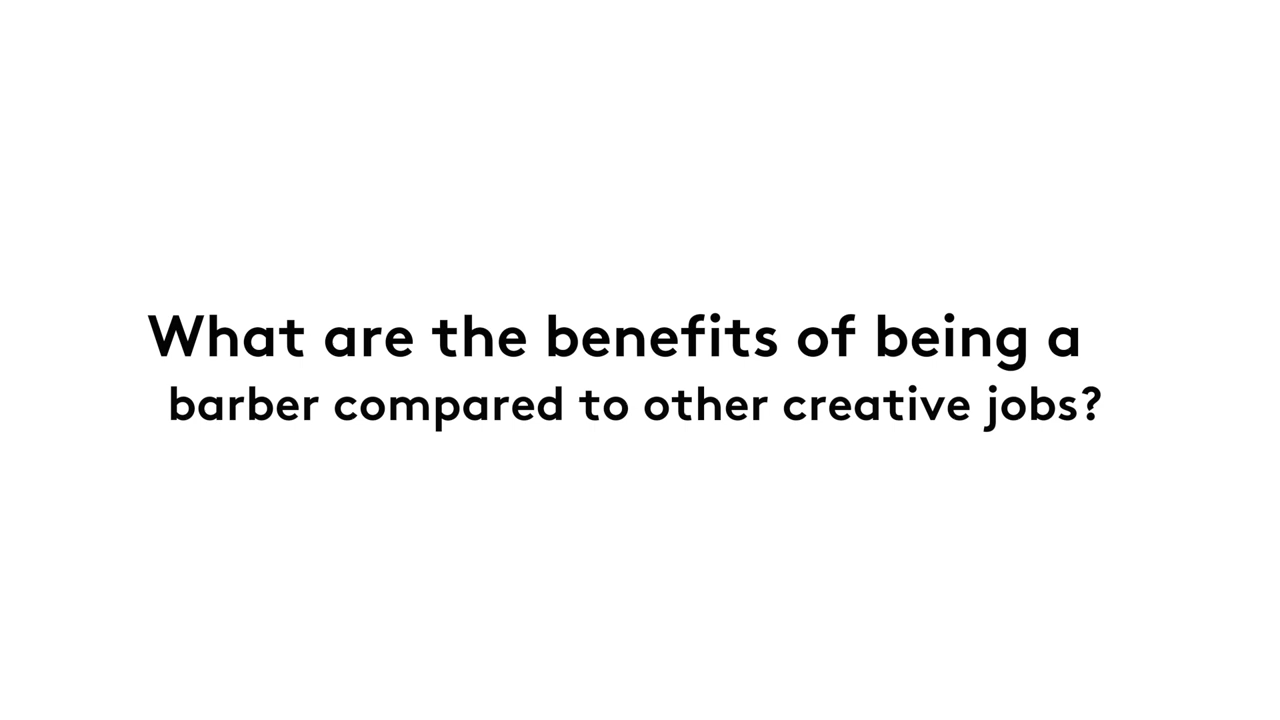 What are the benefits of being a
barber compared to other creative jobs?